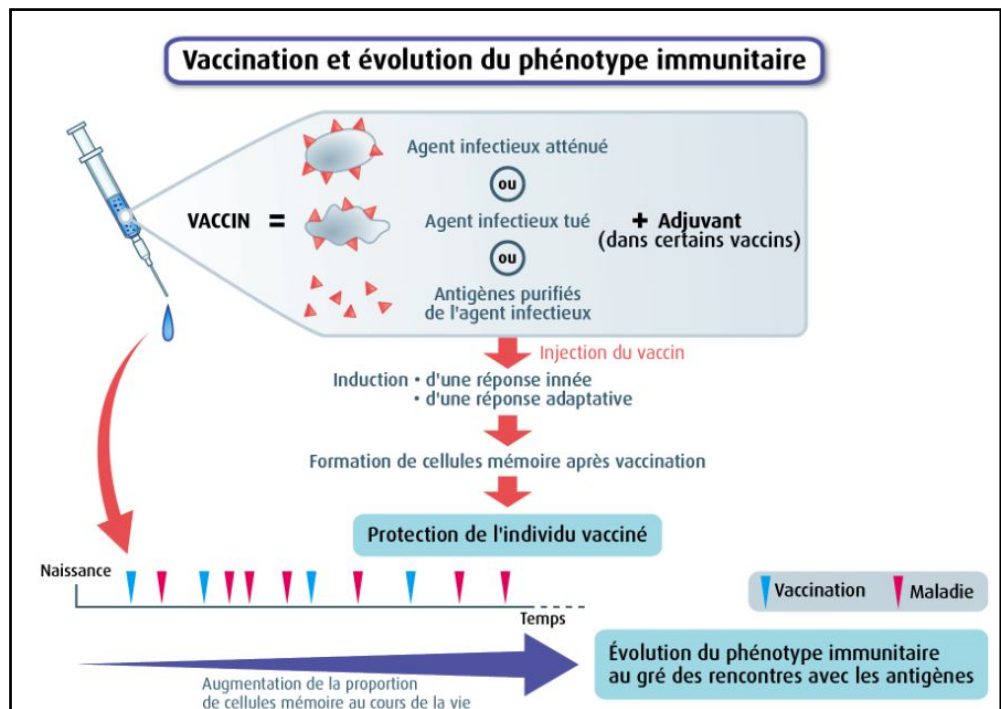 Vaccination et évolution du phénotype immunitaire
Agent infectieux atténué
ou
VACCIN =
Agent infectieux tué
+ Adjuvant
(dans certains vaccins)
ou
Antigènes purifiés
de l'agent infectieux
Injection du vaccin
Induction • d'une réponse innée
• d'une réponse adaptative
Formation de cellules mémoire après vaccination
Protection de l'individu vacciné
Naissance
Temps
Vaccination
Maladie
Augmentation de la proportion
de cellules mémoire au cours de la vie
Évolution du phénotype immunitaire
au gré des rencontres avec les antigènes